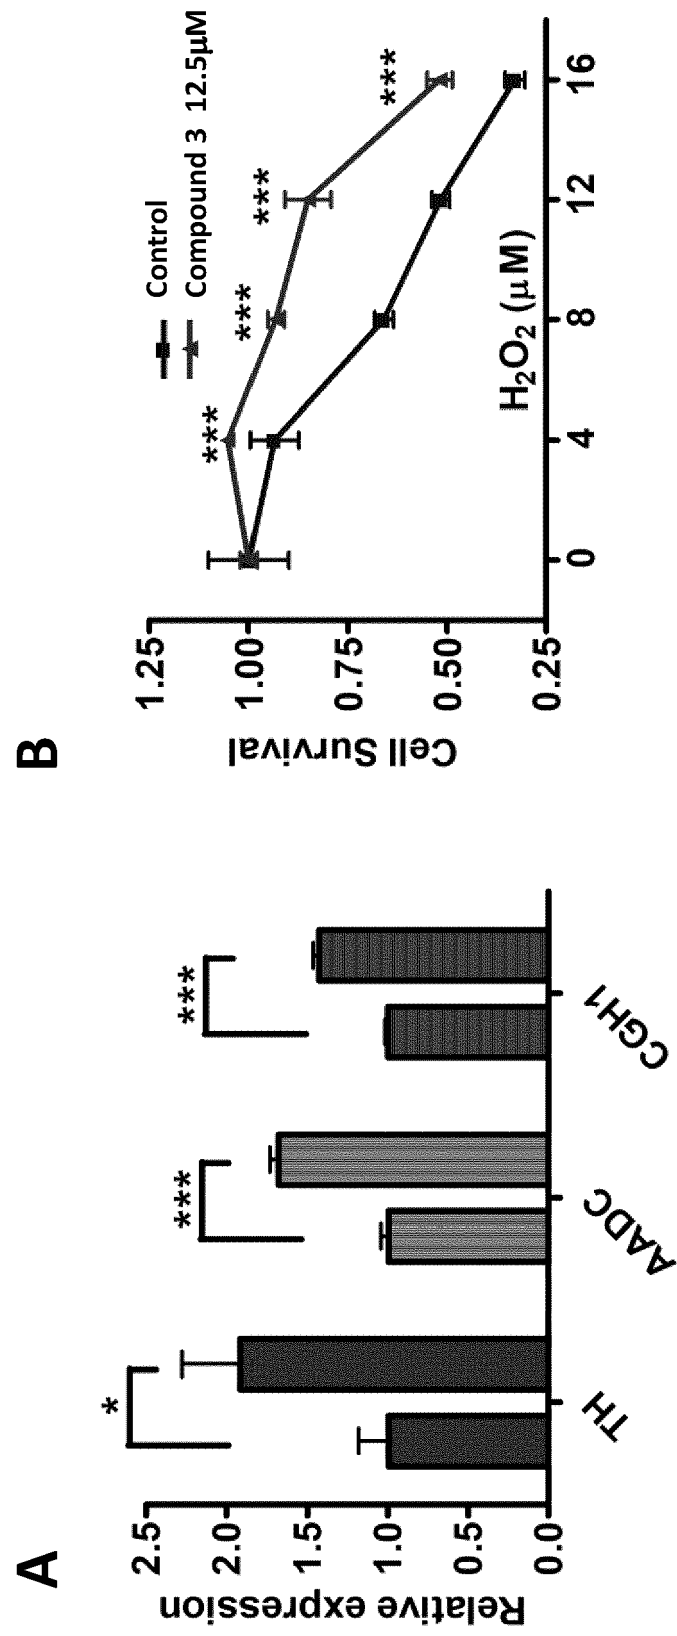 A
Relative expression
2.5
2.0
1.5
1.0
0.5
0.0
*
***
***
TH
AADC
CGH1
B
Cell Survival
1.25
1.00
0.75
0.50
0.25
Control
Compound 3 12.5μM
***
***
***
***
H₂O₂ (μM)
0
4
8
12
16